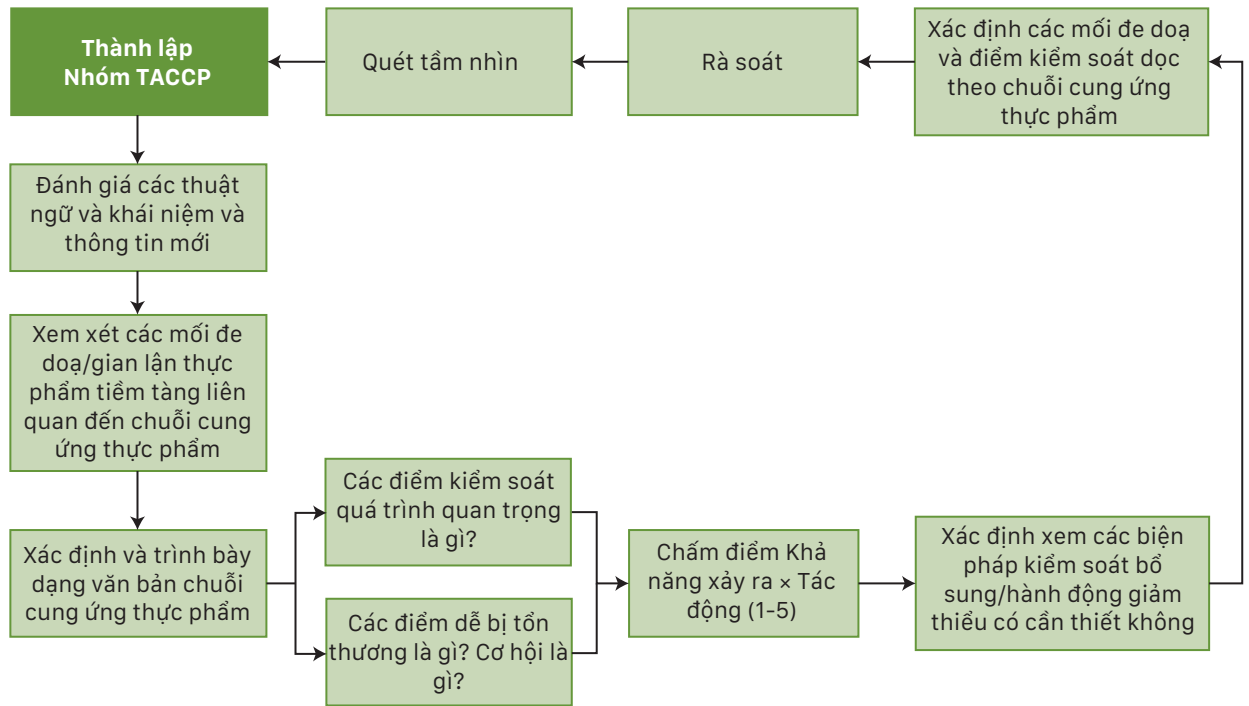 Thành lập
Nhóm TACCP
Quét tầm nhìn
Rà soát
Xác định các mối đe doạ
và điểm kiểm soát dọc
theo chuỗi cung ứng
thực phẩm
Đánh giá các thuật
ngữ và khái niệm và
thông tin mới
Xem xét các mối đe
doạ/gian lận thực
phẩm tiềm tàng liên
quan đến chuỗi cung
ứng thực phẩm
Xác định và trình bày
dạng văn bản chuỗi
cung ứng thực phẩm
Các điểm kiểm soát
quá trình quan trọng
là gì?
Các điểm dễ bị tổn
thương là gì? Cơ hội là
gì?
Chấm điểm Khả
năng xảy ra × Tác
động (1-5)
Xác định xem các biện
pháp kiểm soát bổ
sung/hành động giảm
thiểu có cần thiết không